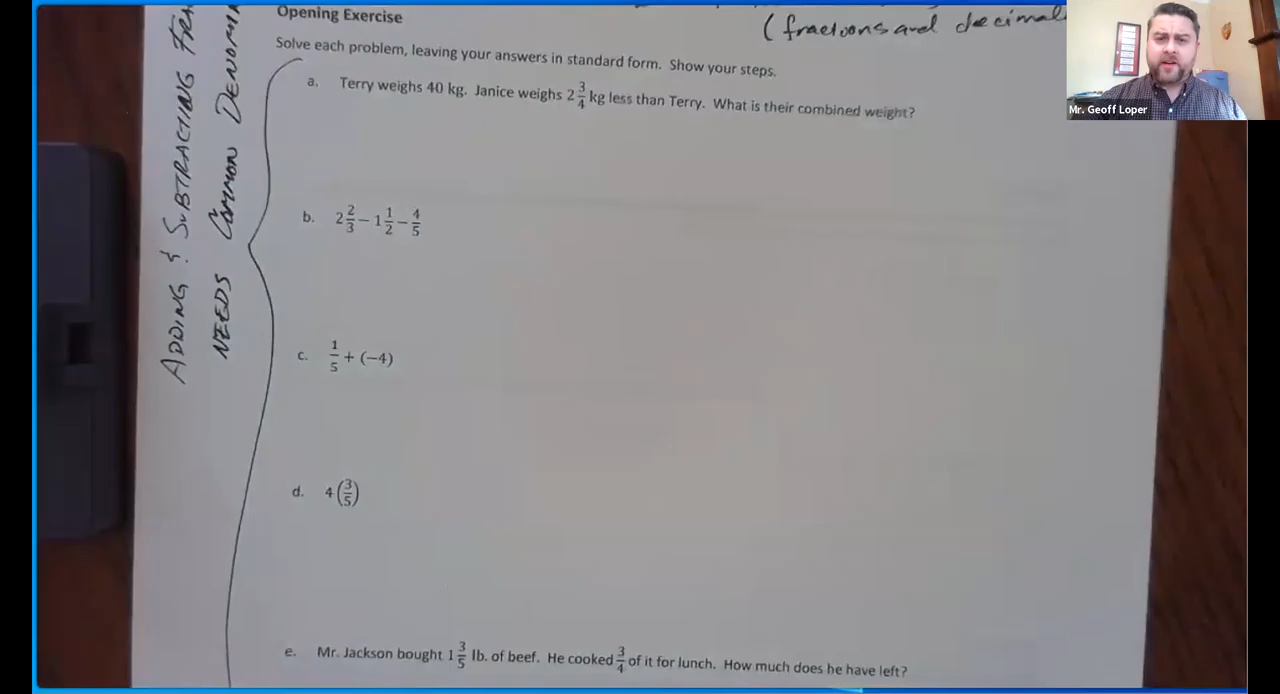 Opening Exercise
(fractions and decimal
Solve each problem, leaving your answers in standard form. Show your steps.
a. Terry weighs 40 kg. Janice weighs 2 3/4 kg less than Terry. What is their combined weight?
b. 2 2/3 − 1 1/2 − 4/5
c. 1/5 + (−4)
d. 4(3/5)
e. Mr. Jackson bought 1 3/5 lb. of beef. He cooked 3/4 of it for lunch. How much does he have left?
ADDING & SUBTRACTING FRA
NEEDS COMMON DENOMI
Mr. Geoff Loper